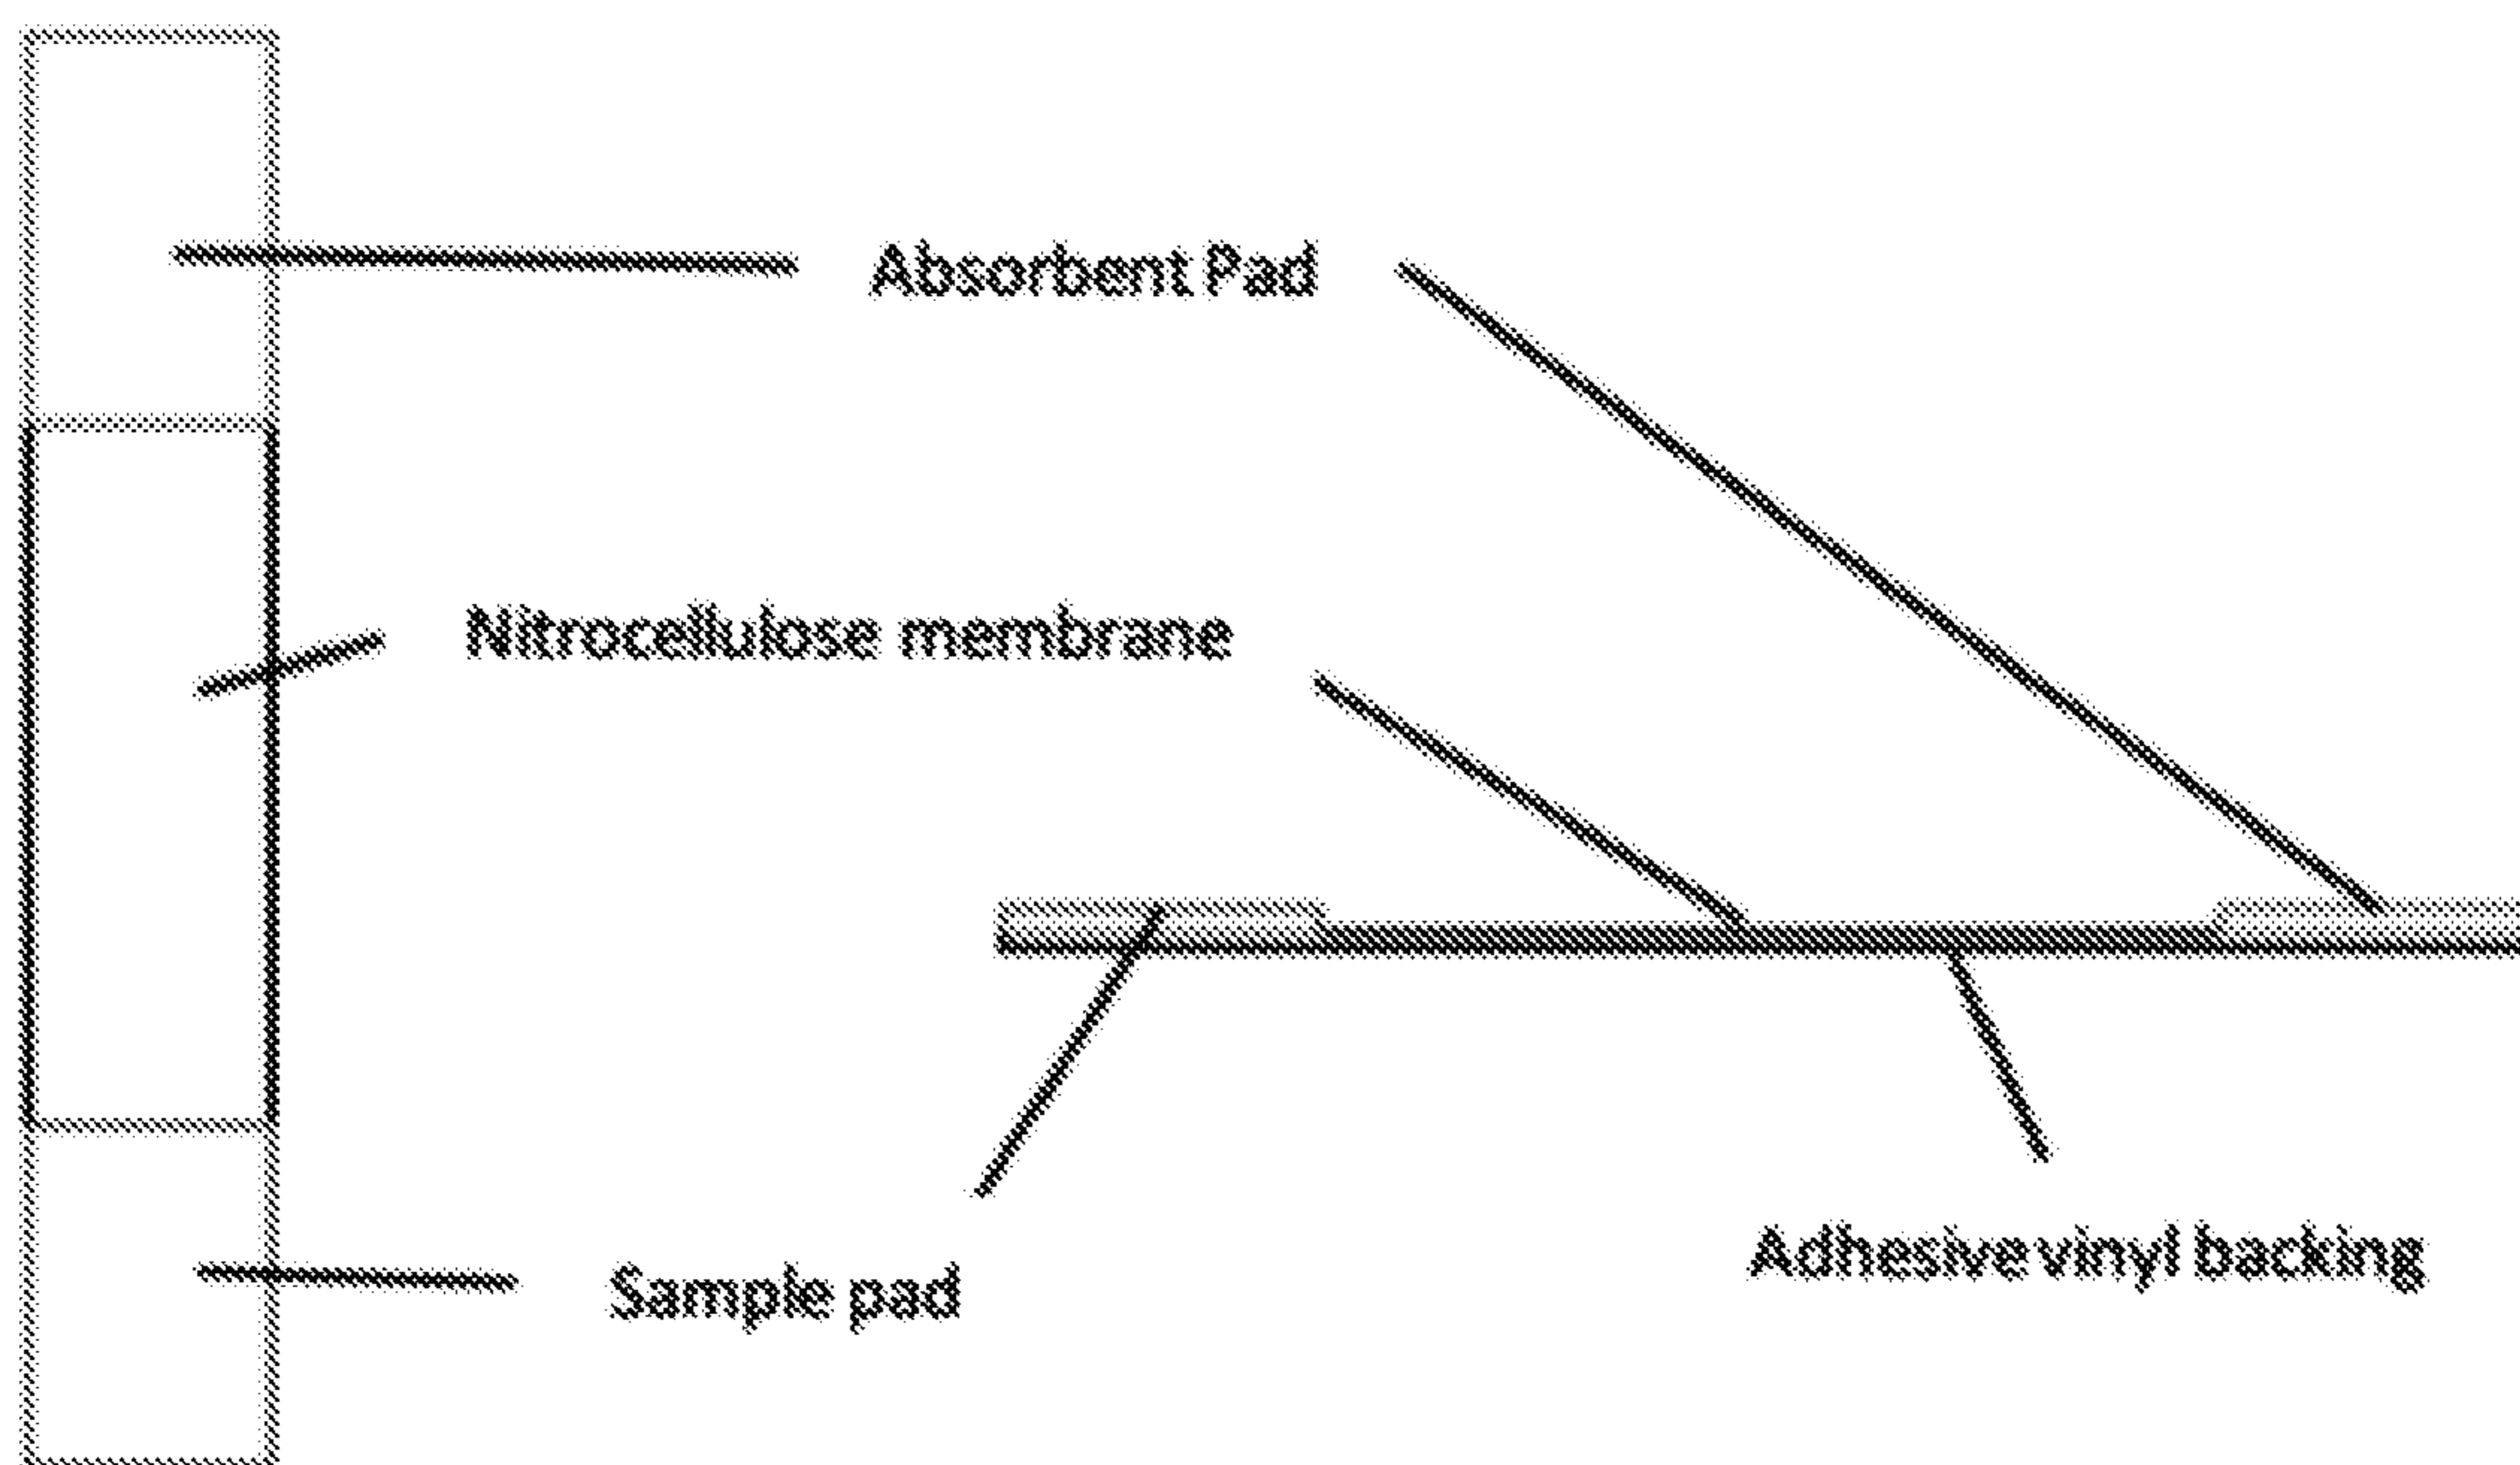 Absorbent Pad
Nitrocellulose membrane
Sample pad
Adhesive vinyl backing